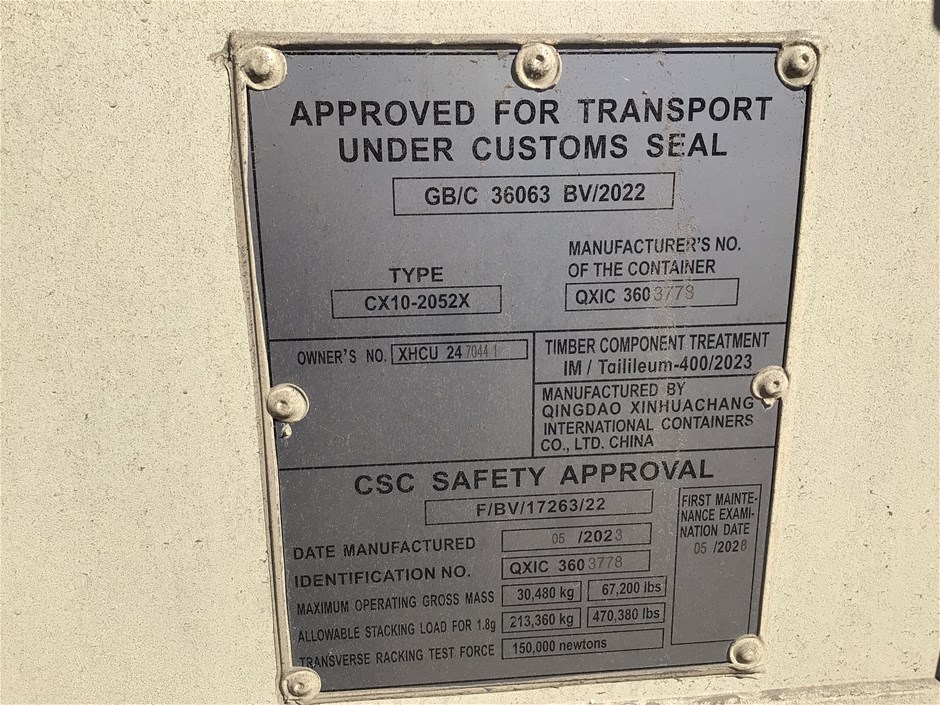 APPROVED FOR TRANSPORT
UNDER CUSTOMS SEAL
GB/C 36063 BV/2022
TYPE
CX10-2052X
MANUFACTURER'S NO.
OF THE CONTAINER
QXIC 3603778
OWNER'S NO. XHCU 247044 1
TIMBER COMPONENT TREATMENT
IM / Tailileum-400/2023
MANUFACTURED BY
QINGDAO XINHUACHANG
INTERNATIONAL CONTAINERS
CO., LTD. CHINA
CSC SAFETY APPROVAL
F/BV/17263/22
DATE MANUFACTURED 05 /2023
IDENTIFICATION NO. QXIC 3603778
MAXIMUM OPERATING GROSS MASS 30,480 kg 67,200 lbs
ALLOWABLE STACKING LOAD FOR 1.8g 213,360 kg 470,380 lbs
TRANSVERSE RACKING TEST FORCE 150,000 newtons
FIRST MAINTE-
NANCE EXAMI-
NATION DATE
05 /2028